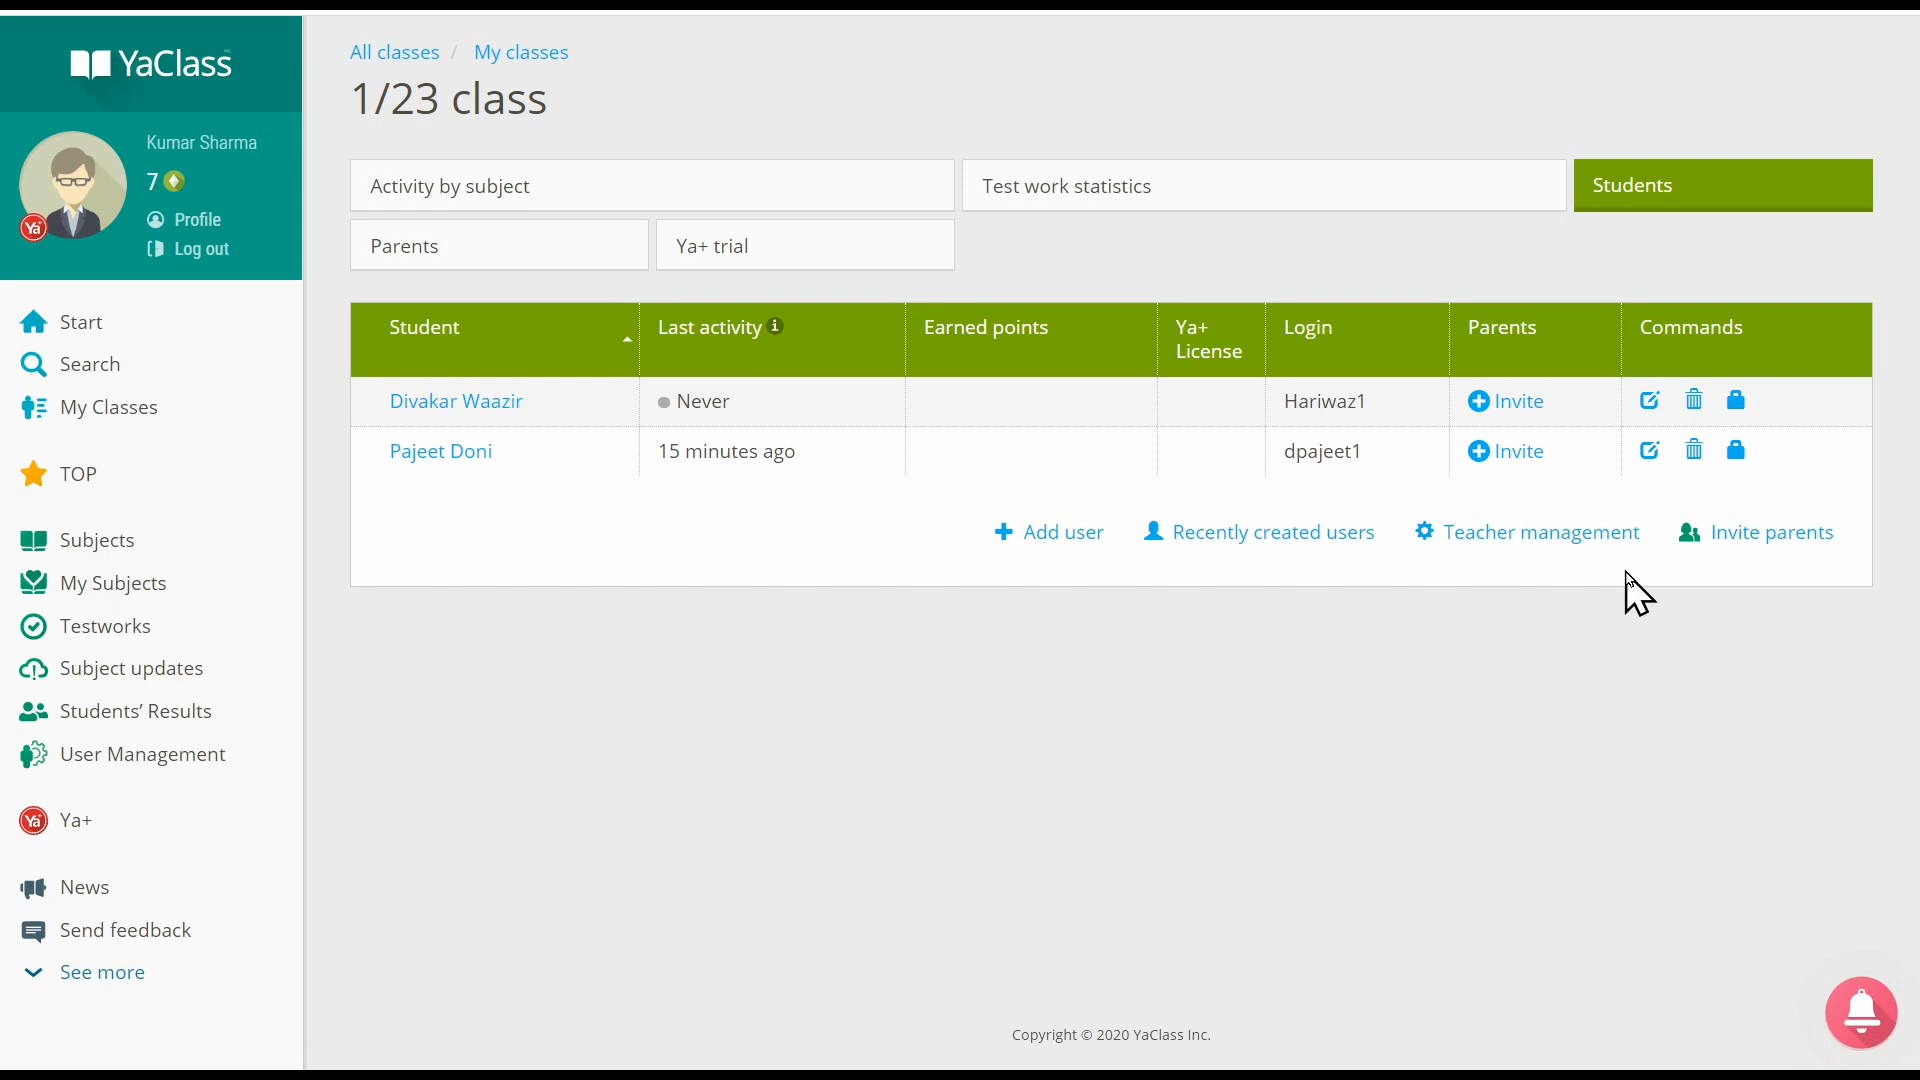 YaClass
Kumar Sharma
7
Profile
Log out
Ya
Start
Search
My Classes
TOP
Subjects
My Subjects
Testworks
Subject updates
Students' Results
User Management
Ya Ya+
News
Send feedback
See more
All classes / My classes
1/23 class
Activity by subject Test work statistics Students
Parents Ya+ trial
Student Last activity i Earned points Ya+ License Login Parents Commands
Divakar Waazir Never Hariwaz1 Invite
Pajeet Doni 15 minutes ago dpajeet1 Invite
Add user Recently created users Teacher management Invite parents
Copyright © 2020 YaClass Inc.